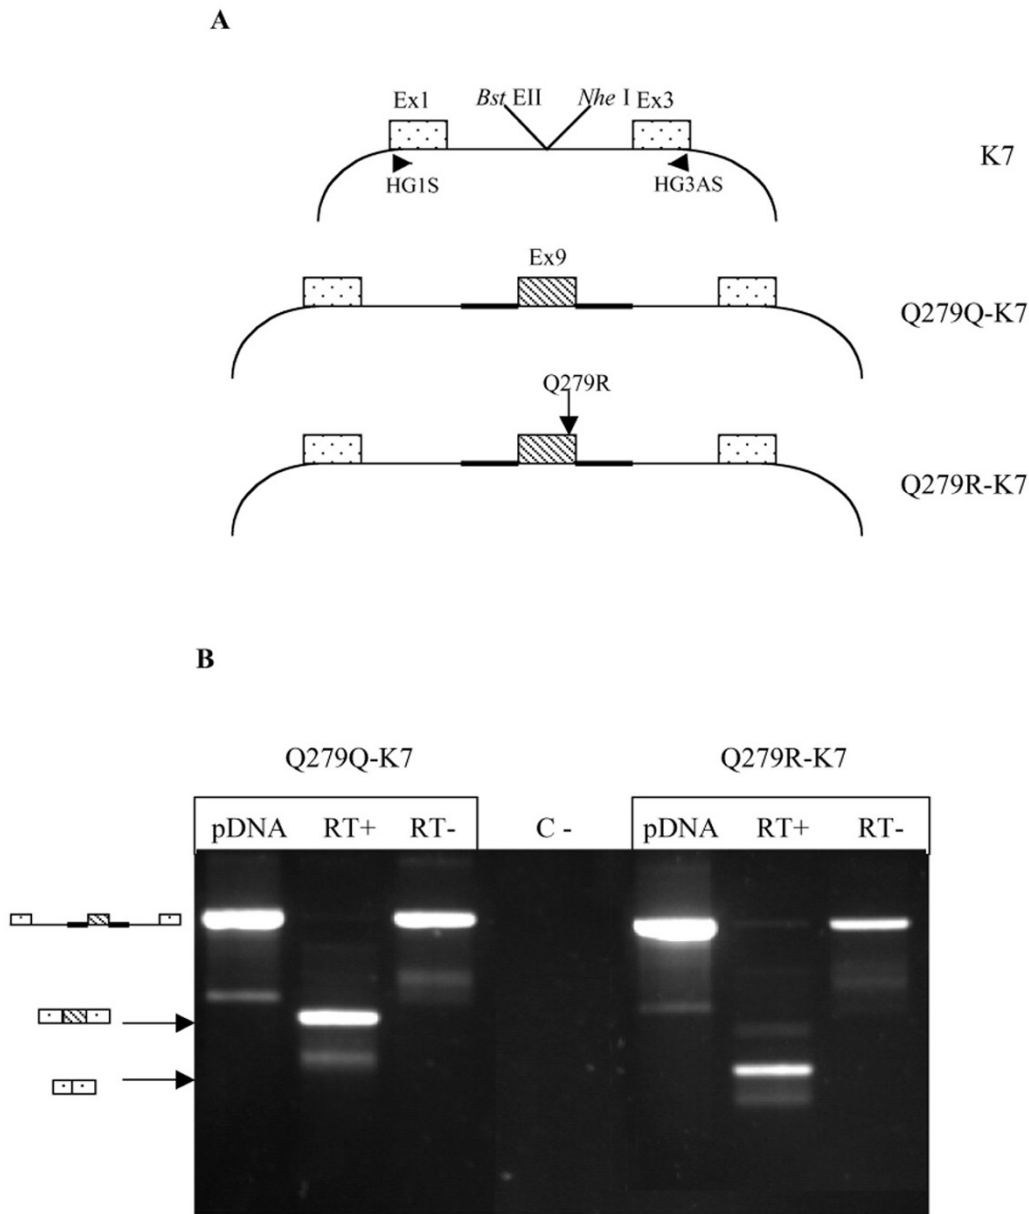 A
Ex1 Bst EII Nhe I Ex3
K7
HG1S HG3AS
Ex9
Q279Q-K7
Q279R
Q279R-K7
B
Q279Q-K7 Q279R-K7
pDNA RT+ RT- C - pDNA RT+ RT-